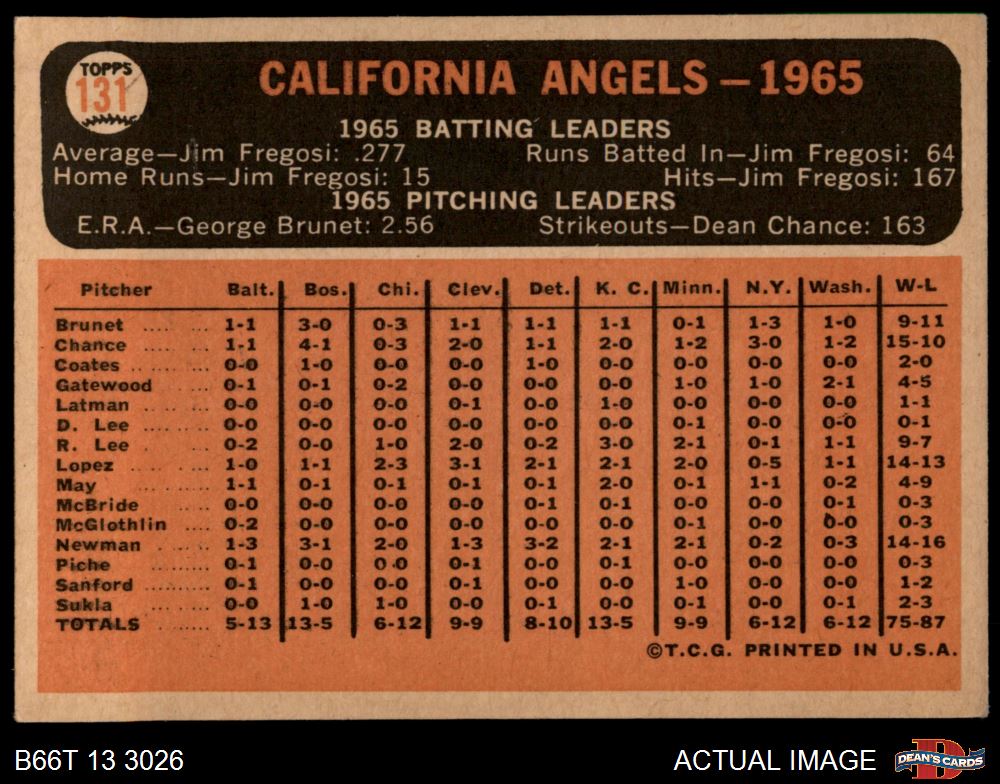 TOPPS
131
CALIFORNIA ANGELS – 1965
1965 BATTING LEADERS
Average—Jim Fregosi: .277 Runs Batted In—Jim Fregosi: 64
Home Runs—Jim Fregosi: 15 Hits—Jim Fregosi: 167
1965 PITCHING LEADERS
E.R.A.—George Brunet: 2.56 Strikeouts—Dean Chance: 163
Pitcher Balt. Bos. Chi. Clev. Det. K. C. Minn. N.Y. Wash. W-L
Brunet .... ... 1-1 3-0 0-3 1-1 1-1 1-1 0-1 1-3 1-0 9-11
Chance .... ... 1-1 4-1 0-3 2-0 1-1 2-0 1-2 3-0 1-2 15-10
Coates .. ...... 0-0 1-0 0-0 0-0 1-0 0-0 0-0 0-0 0-0 2-0
Gatewood ... 0-1 0-1 0-2 0-0 0-0 0-0 1-0 1-0 2-1 4-5
Latman .. .. ... 0-0 0-0 0-0 0-1 0-0 1-0 0-0 0-0 0-0 1-1
D. Lee ... .. ... 0-0 0-0 0-0 0-0 0-0 0-0 0-1 0-0 0-0 0-1
R. Lee . ... 0-2 0-0 1-0 2-0 0-2 3-0 2-1 0-1 1-1 9-7
Lopez .. ...... 1-0 1-1 2-3 3-1 2-1 2-1 2-0 0-5 1-1 14-13
May ..... .... 1-1 0-1 0-1 0-1 0-1 2-0 0-1 1-1 0-2 4-9
McBride ..... 0-0 0-0 0-0 0-0 0-1 0-1 0-0 0-0 0-1 0-3
McGlothlin .... 0-2 0-0 0-0 0-0 0-0 0-0 0-1 0-0 0-0 0-3
Newman . ..... 1-3 3-1 2-0 1-3 3-2 2-1 2-1 0-2 0-3 14-16
Piche .... ..... 0-1 0-0 0-0 0-1 0-0 0-1 0-0 0-0 0-0 0-3
Sanford ....... 0-1 0-0 0-0 0-1 0-0 0-0 1-0 0-0 0-0 1-2
Sukla .... .... 0-0 1-0 1-0 0-0 0-1 0-0 0-1 0-0 0-1 2-3
TOTALS ....... 5-13 13-5 6-12 9-9 8-10 13-5 9-9 6-12 6-12 75-87
©T.C.G. PRINTED IN U.S.A.
B66T 13 3026 ACTUAL IMAGE D DEAN'S CARDS